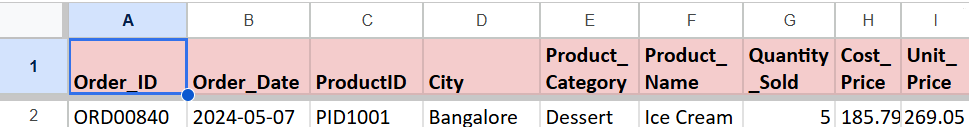 A B C D E F G H I
1 Order_ID Order_Date ProductID City Product_ Category Product_ Name Quantity _Sold Cost_ Price Unit_ Price
2 ORD00840 2024-05-07 PID1001 Bangalore Dessert Ice Cream 5 185.79 269.05